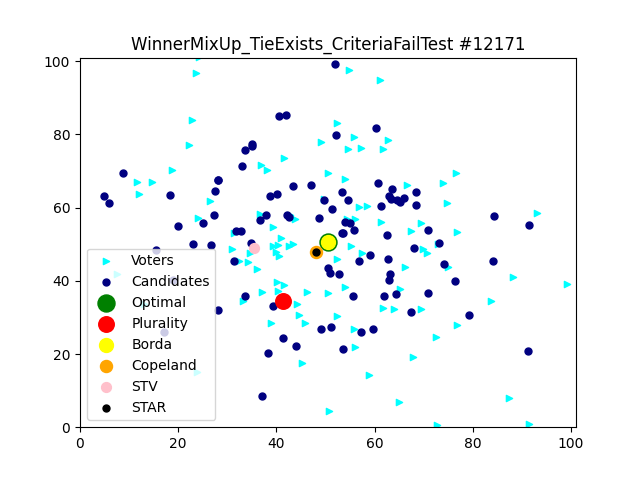 WinnerMixUp_TieExists_CriteriaFailTest #12171
100
80
60
40
20
0
0 20 40 60 80 100
Voters
Candidates
Optimal
Plurality
Borda
Copeland
STV
STAR